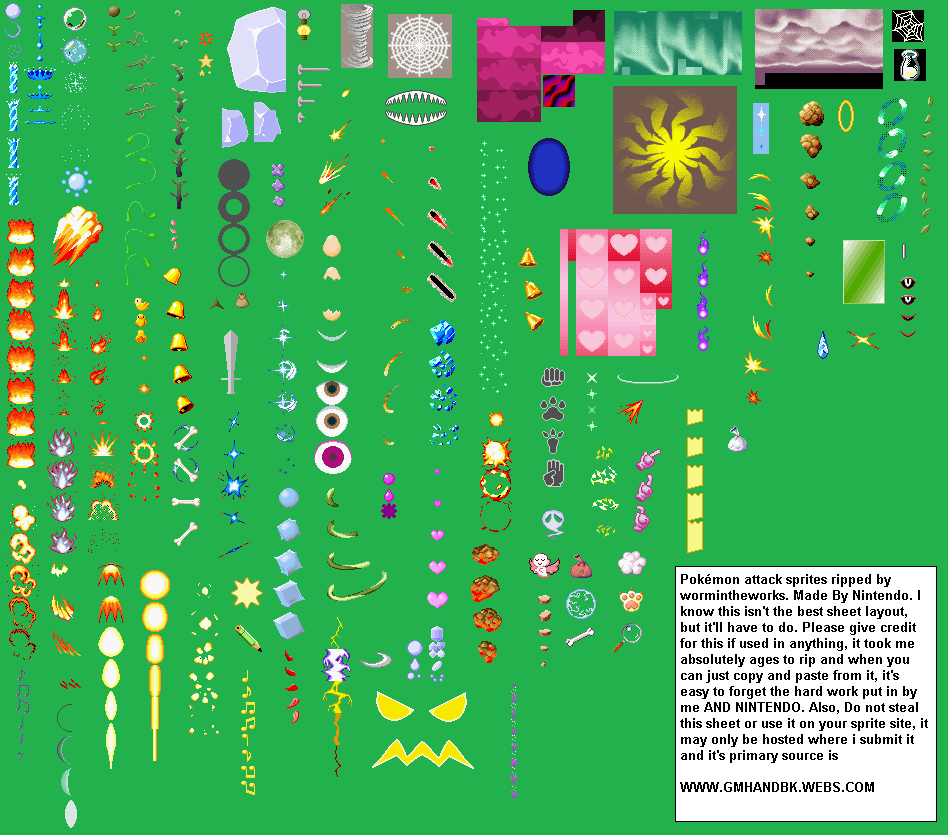 Pokémon attack sprites ripped by
wormintheworks. Made By Nintendo. I
know this isn't the best sheet layout,
but it'll have to do. Please give credit
for this if used in anything, it took me
absolutely ages to rip and when you
can just copy and paste from it, it's
easy to forget the hard work put in by
me AND NINTENDO. Also, Do not steal
this sheet or use it on your sprite site, it
may only be hosted where i submit it
and it's primary source is
WWW.GMHANDBK.WEBS.COM